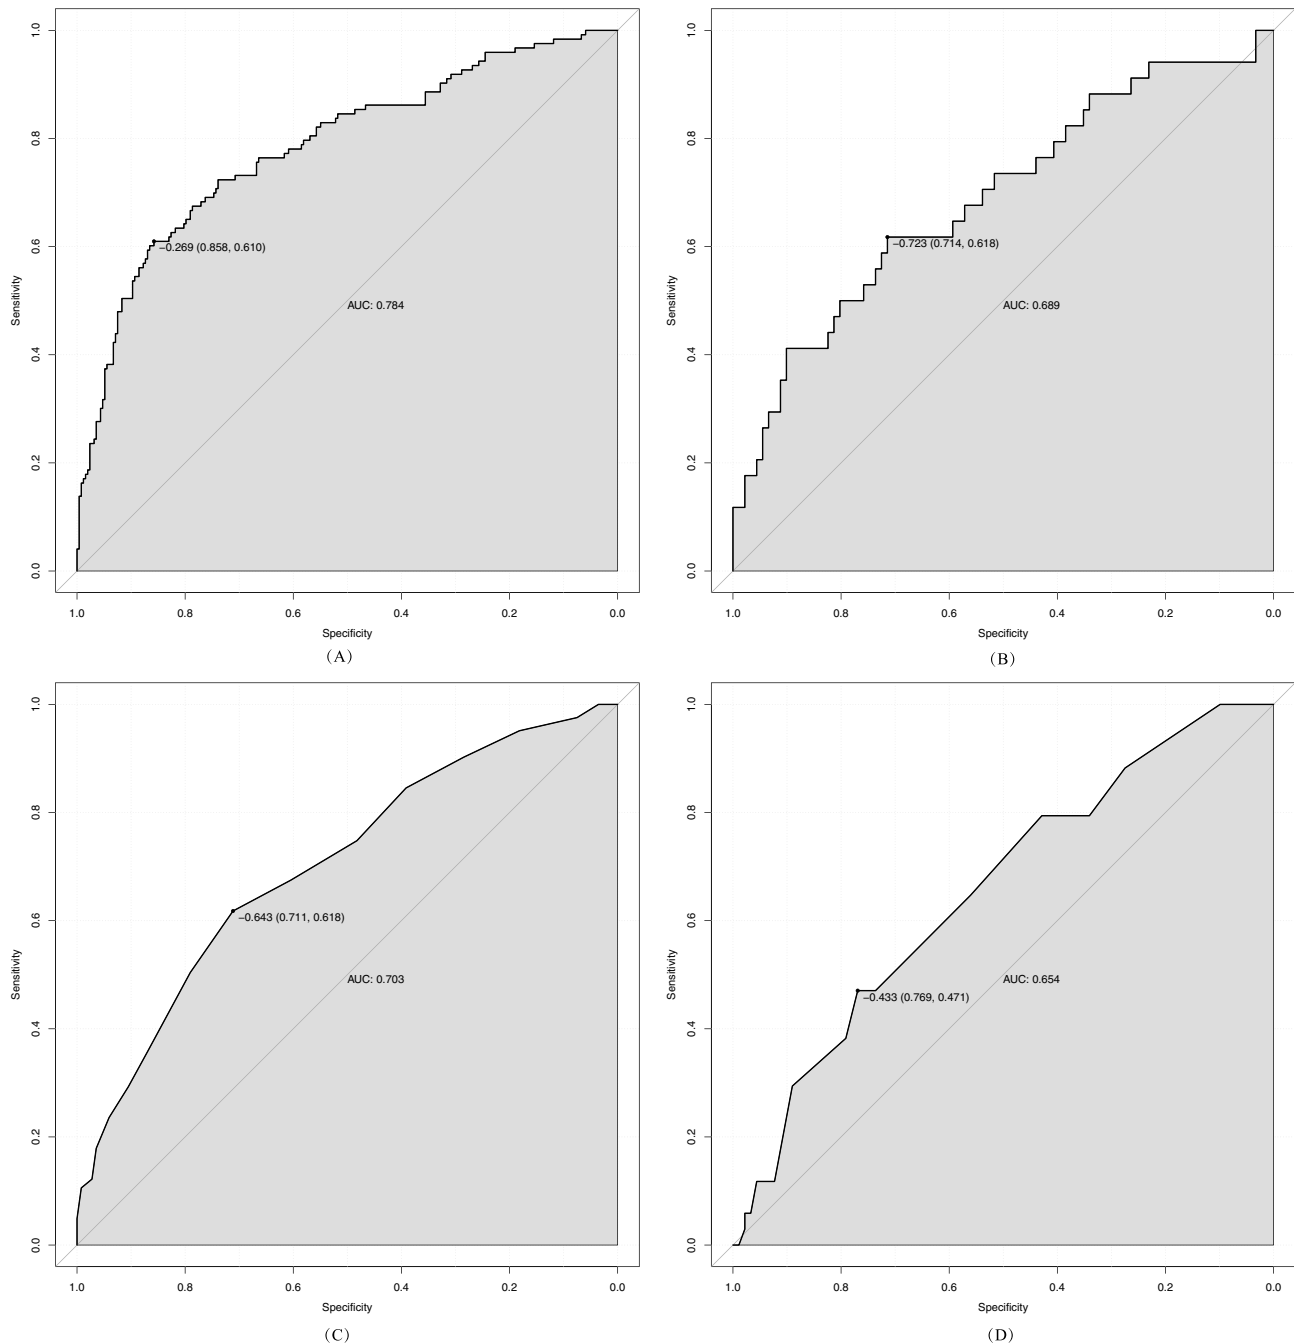 1.0
0.8
0.6
0.4
0.2
0.0
Sensitivity
−0.269 (0.858, 0.610)
AUC: 0.784
1.0 0.8 0.6 0.4 0.2 0.0
Specificity
(A)
1.0
0.8
0.6
0.4
0.2
0.0
Sensitivity
−0.723 (0.714, 0.618)
AUC: 0.689
1.0 0.8 0.6 0.4 0.2 0.0
Specificity
(B)
1.0
0.8
0.6
0.4
0.2
0.0
Sensitivity
−0.643 (0.711, 0.618)
AUC: 0.703
1.0 0.8 0.6 0.4 0.2 0.0
Specificity
(C)
1.0
0.8
0.6
0.4
0.2
0.0
Sensitivity
−0.433 (0.769, 0.471)
AUC: 0.654
1.0 0.8 0.6 0.4 0.2 0.0
Specificity
(D)